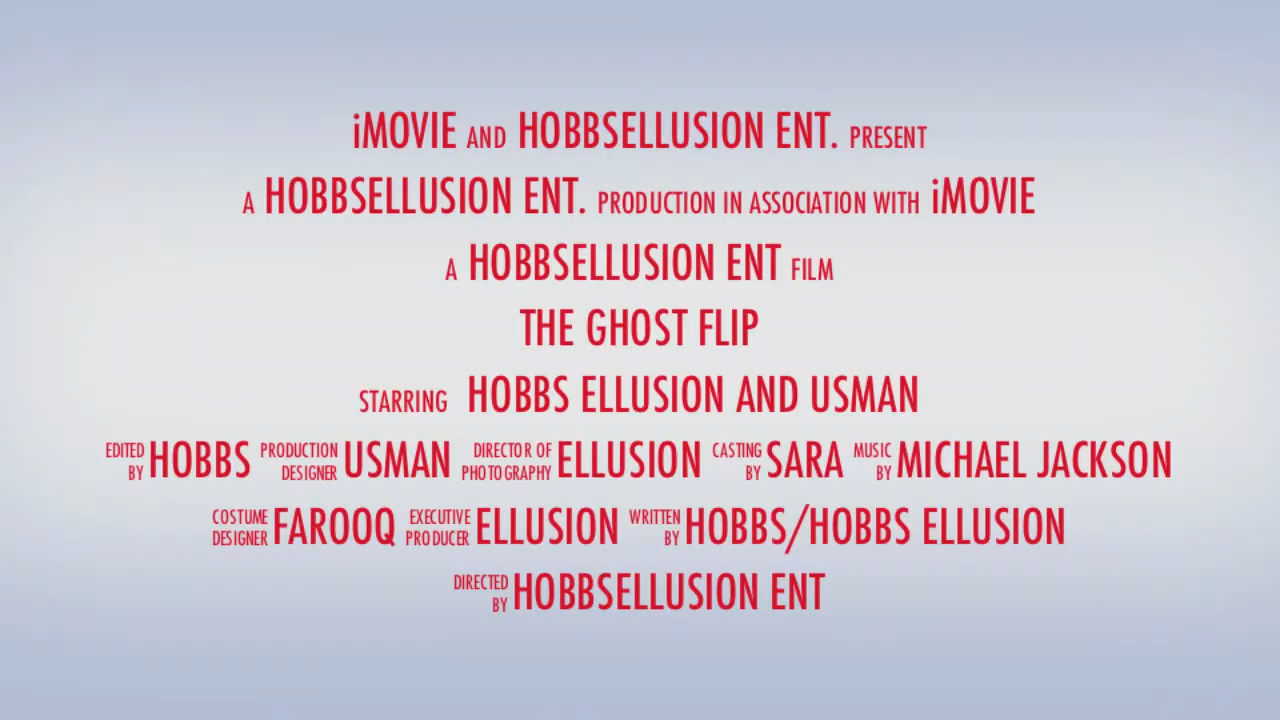 iMOVIE AND HOBBSELLUSION ENT. PRESENT
A HOBBSELLUSION ENT. PRODUCTION IN ASSOCIATION WITH iMOVIE
A HOBBSELLUSION ENT FILM
THE GHOST FLIP
STARRING HOBBS ELLUSION AND USMAN
EDITED BY HOBBS PRODUCTION DESIGNER USMAN DIRECTOR OF PHOTOGRAPHY ELLUSION CASTING BY SARA MUSIC BY MICHAEL JACKSON
COSTUME DESIGNER FAROOQ EXECUTIVE PRODUCER ELLUSION WRITTEN BY HOBBS/HOBBS ELLUSION
DIRECTED BY HOBBSELLUSION ENT